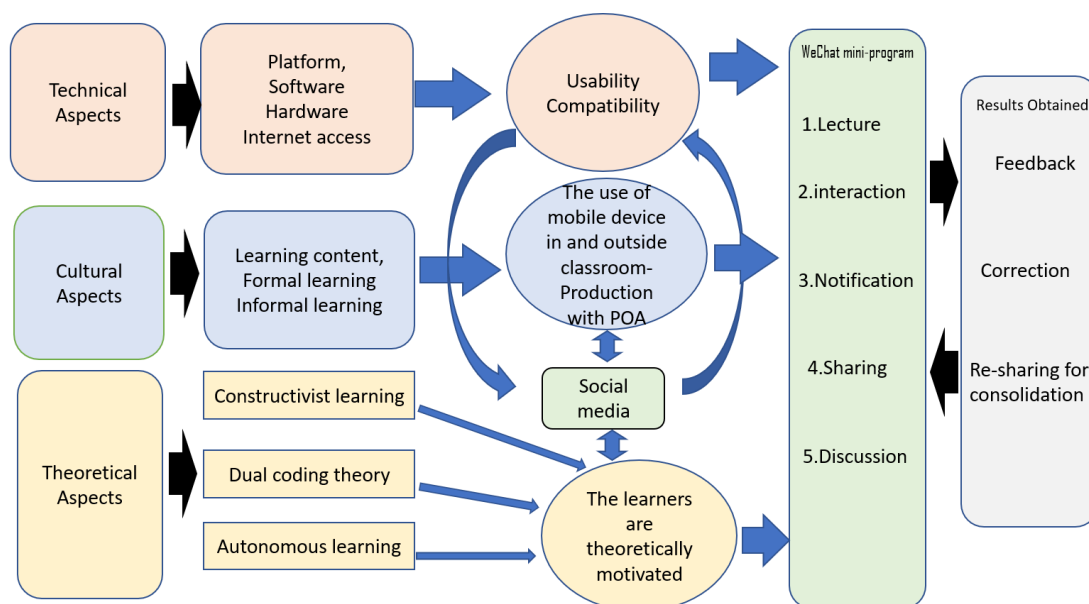 Technical
Aspects
Platform,
Software
Hardware
Internet access
Usability
Compatibility
Cultural
Aspects
Learning content,
Formal learning
Informal learning
The use of
mobile device
in and outside
classroom-
Production
with POA
Social
media
Theoretical
Aspects
Constructivist learning
Dual coding theory
Autonomous learning
The learners
are
theoretically
motivated
WeChat mini-program
1.Lecture
2.interaction
3.Notification
4.Sharing
5.Discussion
Results Obtained
Feedback
Correction
Re-sharing for
consolidation